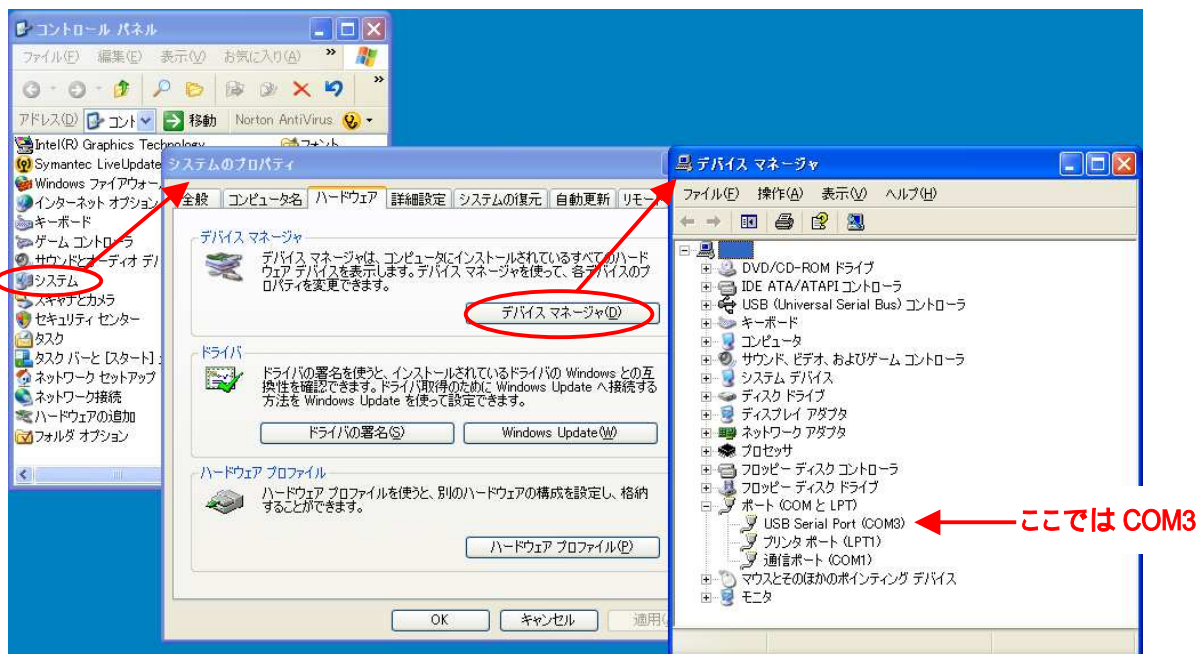 コントロール パネル
ファイル(F) 編集(E) 表示(V) お気に入り(A) »
»
アドレス(D) コント 移動 Norton AntiVirus
Intel(R) Graphics Technology フォント
Symantec LiveUpdate
Windows ファイアウォー
インターネット オプション
キーボード
ゲーム コントローラ
サウンドとオーディオ デ
システム
スキャナとカメラ
セキュリティ センター
タスク
タスク バーと [スタート]
ネットワーク セットアップ
ネットワーク接続
ハードウェアの追加
フォルダ オプション
システムのプロパティ
全般 コンピュータ名 ハードウェア 詳細設定 システムの復元 自動更新 リモー
デバイス マネージャ
デバイス マネージャは、コンピュータにインストールされているすべてのハード
ウェア デバイスを表示します。デバイス マネージャを使って、各デバイスのプ
ロパティを変更できます。
デバイス マネージャ(D)
ドライバ
ドライバの署名を使うと、インストールされているドライバの Windows との互
換性を確認できます。ドライバ取得のために Windows Update へ接続する
方法を Windows Update を使って設定できます。
ドライバの署名(S) Windows Update(W)
ハードウェア プロファイル
ハードウェア プロファイルを使うと、別のハードウェアの構成を設定し、格納
することができます。
ハードウェア プロファイル(P)
OK キャンセル 適用(
デバイス マネージャ
ファイル(F) 操作(A) 表示(V) ヘルプ(H)
DVD/CD-ROM ドライブ
IDE ATA/ATAPI コントローラ
USB (Universal Serial Bus) コントローラ
キーボード
コンピュータ
サウンド、ビデオ、およびゲーム コントローラ
システム デバイス
ディスク ドライブ
ディスプレイ アダプタ
ネットワーク アダプタ
プロセッサ
フロッピー ディスク コントローラ
フロッピー ディスク ドライブ
ポート (COM と LPT)
USB Serial Port (COM3)
プリンタ ポート (LPT1)
通信ポート (COM1)
マウスとそのほかのポインティング デバイス
モニタ
ここでは COM3